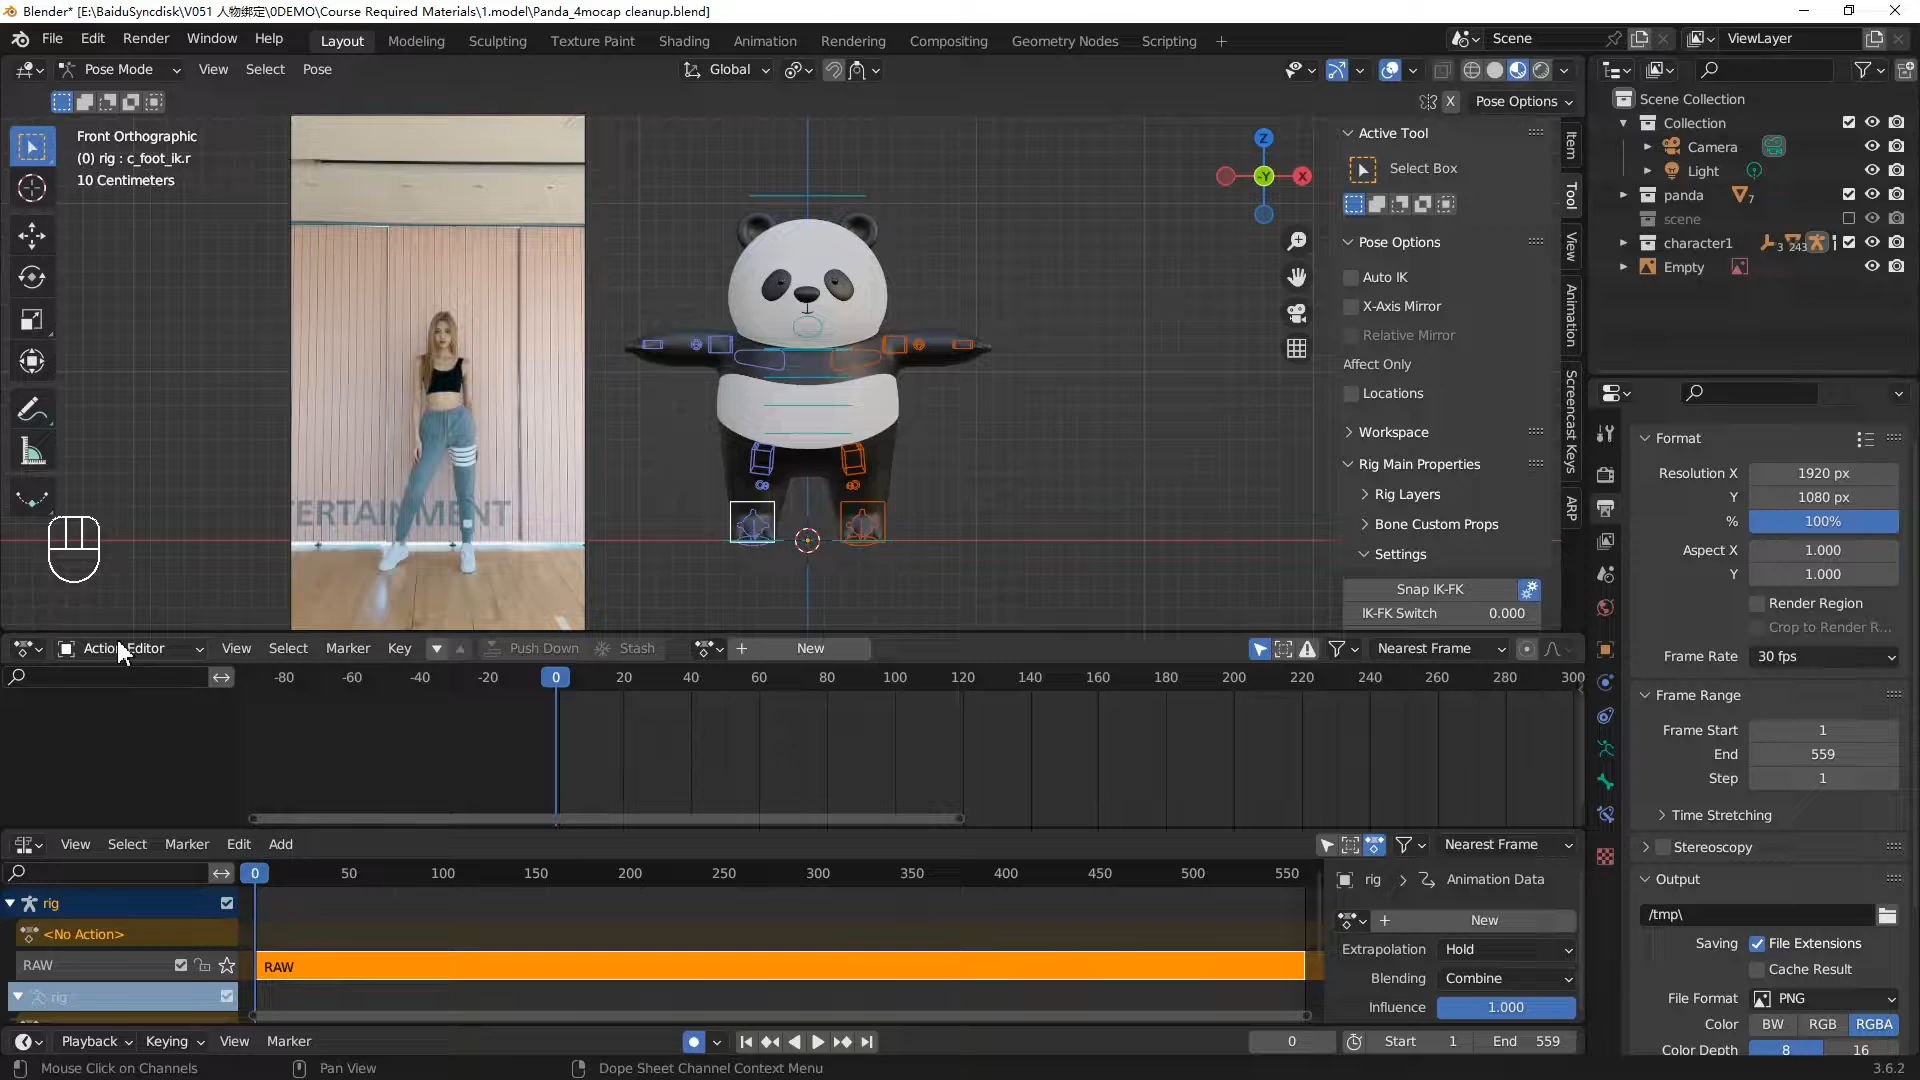 Blender* [E:\BaiduSyncdisk\V051 人物绑定\0DEMO\Course Required Materials\1.model\Panda_4mocap cleanup.blend]
File Edit Render Window Help Layout Modeling Sculpting Texture Paint Shading Animation Rendering Compositing Geometry Nodes Scripting + Scene ViewLayer
Pose Mode View Select Pose Global
X Pose Options
Front Orthographic
(0) rig : c_foot_ik.r
10 Centimeters
Z
-Y X
ERTAINMENT
Active Tool
Select Box
Pose Options
Auto IK
X-Axis Mirror
Relative Mirror
Affect Only
Locations
Workspace
Rig Main Properties
Rig Layers
Bone Custom Props
Settings
Snap IK-FK
IK-FK Switch 0.000
Item
Tool
View
Animation
Screencast Keys
ARP
Scene Collection
Collection
Camera
Light
panda 7
scene
character1 3 243
Empty
Format
Resolution X 1920 px
Y 1080 px
% 100%
Aspect X 1.000
Y 1.000
Render Region
Crop to Render R...
Frame Rate 30 fps
Frame Range
Frame Start 1
End 559
Step 1
Time Stretching
Stereoscopy
Output
/tmp\
Saving File Extensions
Cache Result
File Format PNG
Color BW RGB RGBA
Color Depth 8 16
Action Editor View Select Marker Key Push Down Stash + New Nearest Frame
-80 -60 -40 -20 0 20 40 60 80 100 120 140 160 180 200 220 240 260 280 300
View Select Marker Edit Add Nearest Frame
0 50 100 150 200 250 300 350 400 450 500 550
rig
<No Action>
RAW
RAW
rig
rig Animation Data
+ New
Extrapolation Hold
Blending Combine
Influence 1.000
Playback Keying View Marker 0 Start 1 End 559
Mouse Click on Channels Pan View Dope Sheet Channel Context Menu 3.6.2